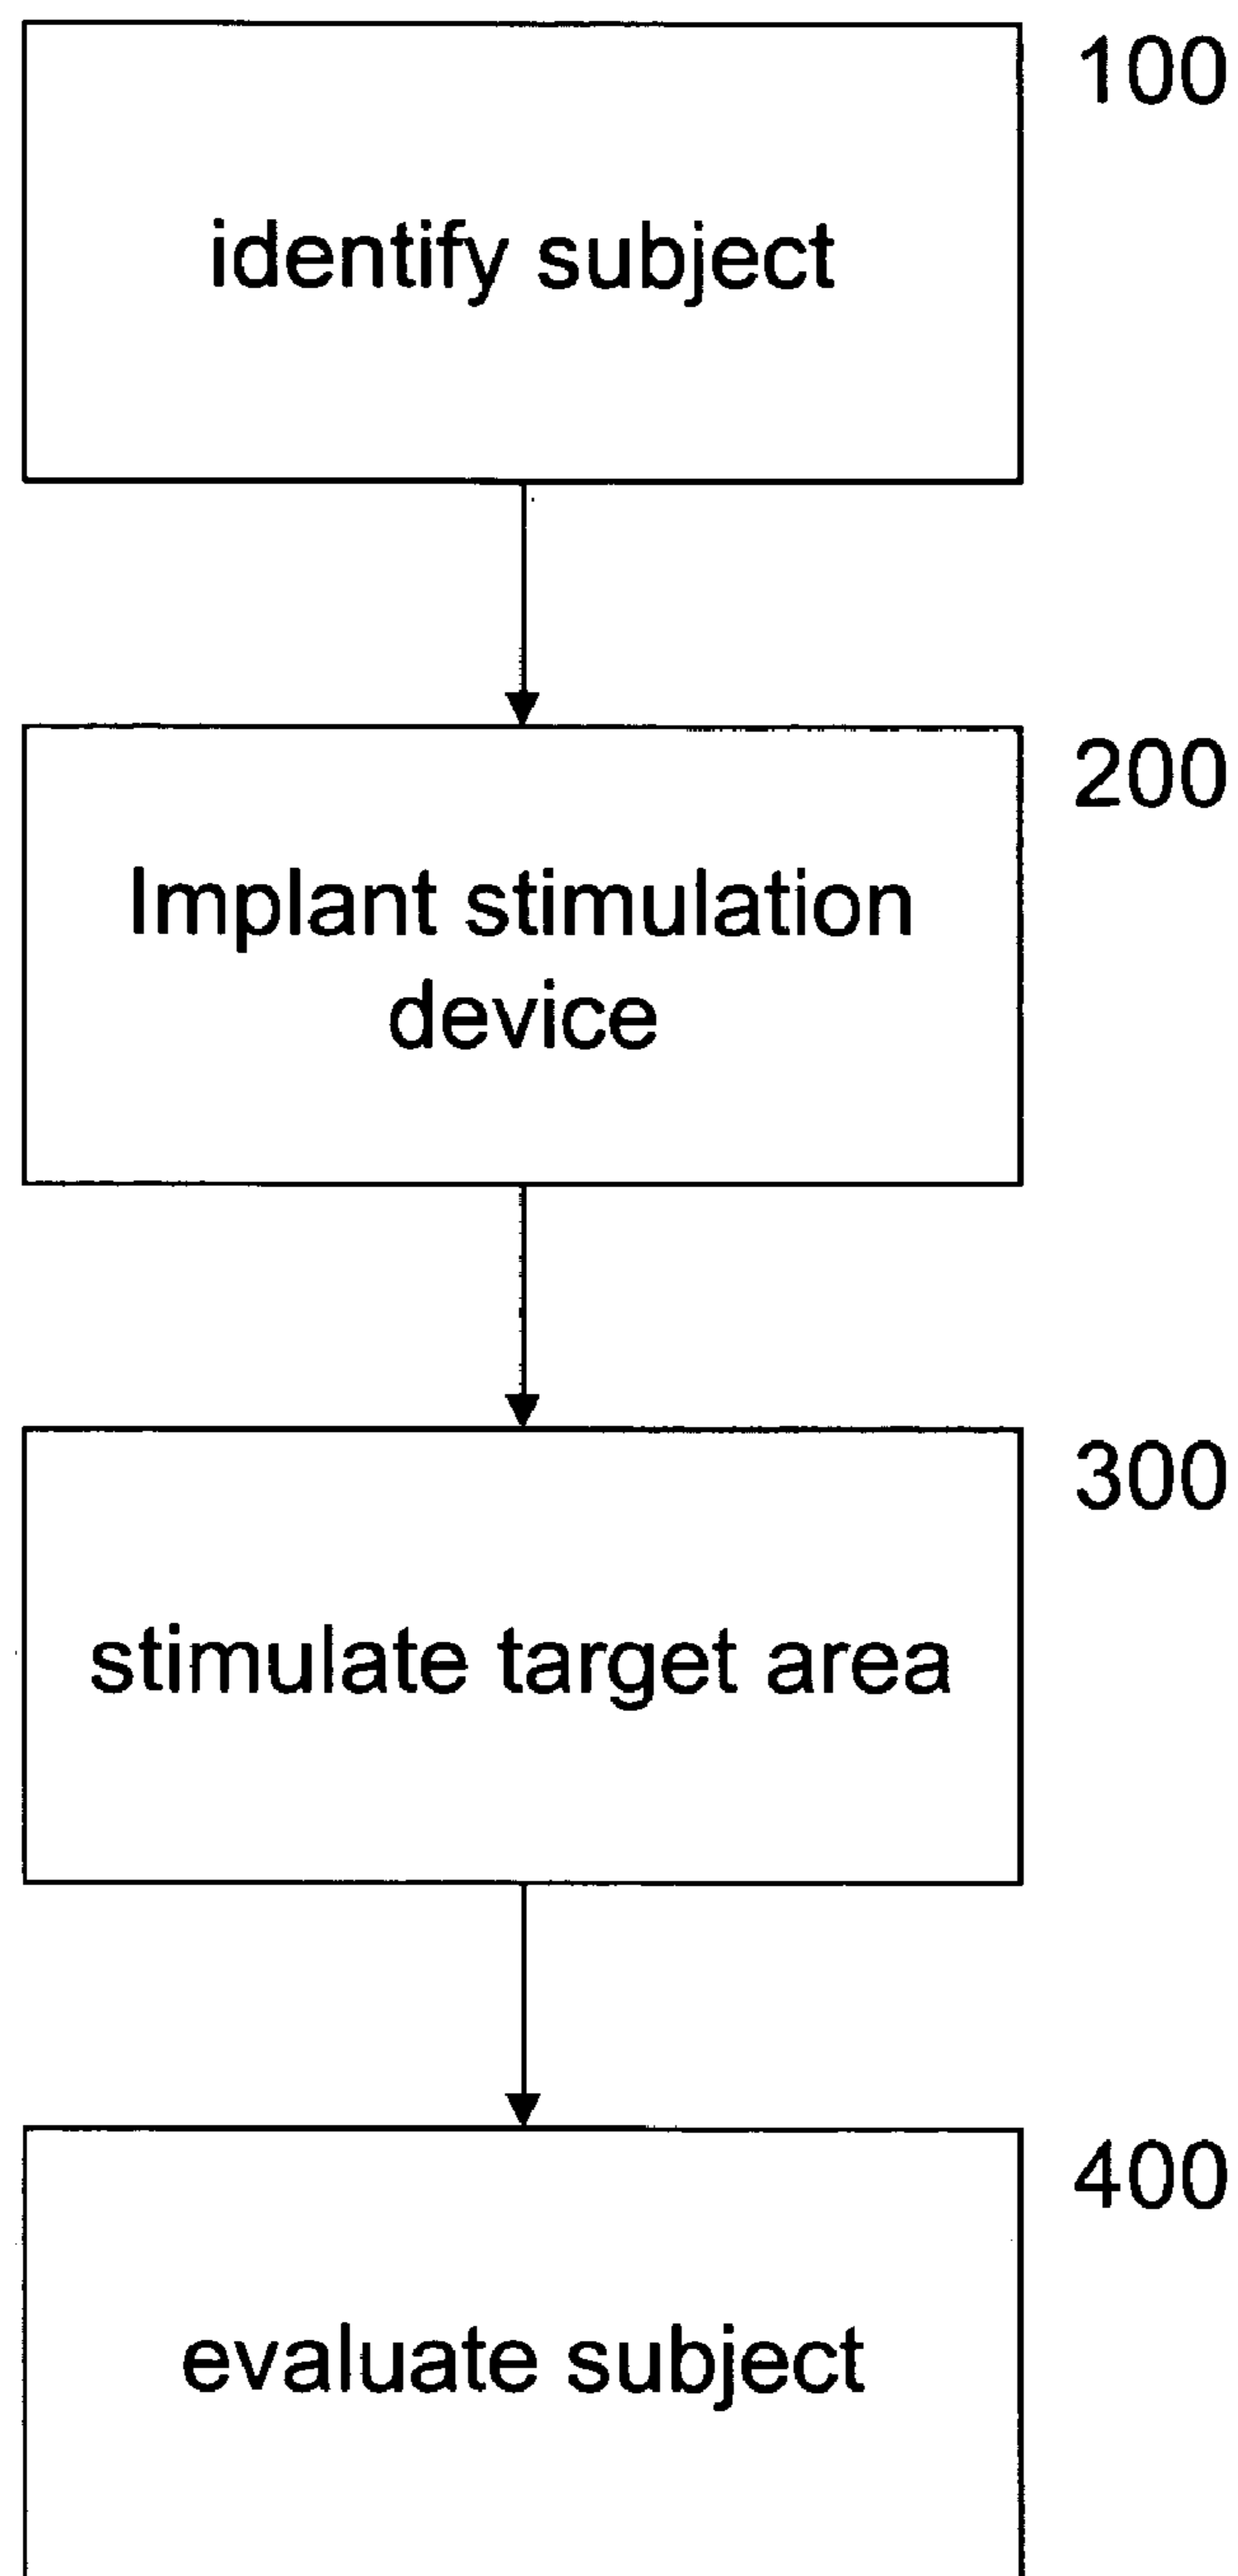 100
identify subject
200
Implant stimulation
device
300
stimulate target area
400
evaluate subject